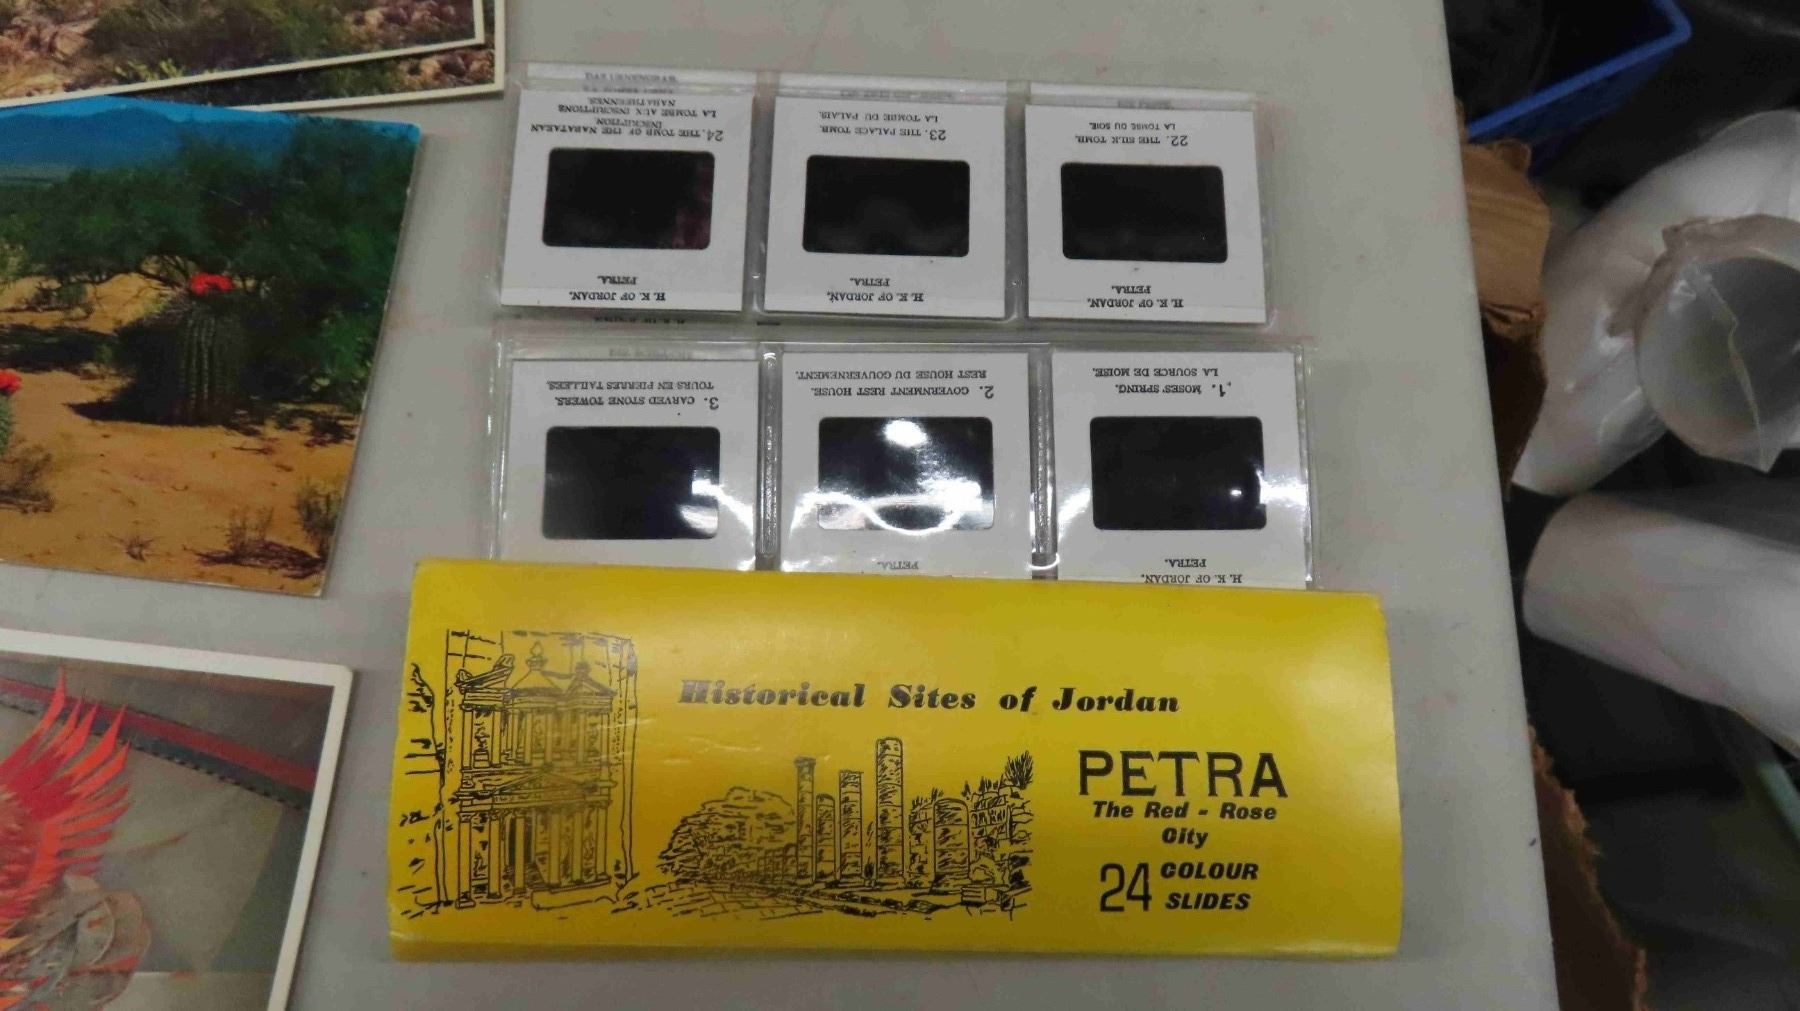 24. THE TOMB OF THE NABATAEAN
INSCRIPTION.
LA TOMBE AUX INSCRIPTIONS
NABATHEENNES.
H. K. OF JORDAN.
PETRA.
23. THE PALACE TOMB.
LA TOMBE DU PALAIS.
H. K. OF JORDAN.
PETRA.
22. THE SILK TOMB.
LA TOMBE DU SOIE.
H. K. OF JORDAN.
PETRA.
3. CARVED STONE TOWERS.
TOURS EN PIERRES TAILLEES.
2. GOVERNMENT REST HOUSE.
REST HOUSE DU GOUVERNEMENT.
PETRA.
1. MOSES' SPRING.
LA SOURCE DE MOISE.
H. K. OF JORDAN
PETRA.
Historical Sites of Jordan
PETRA
The Red - Rose
City
24 COLOUR
SLIDES